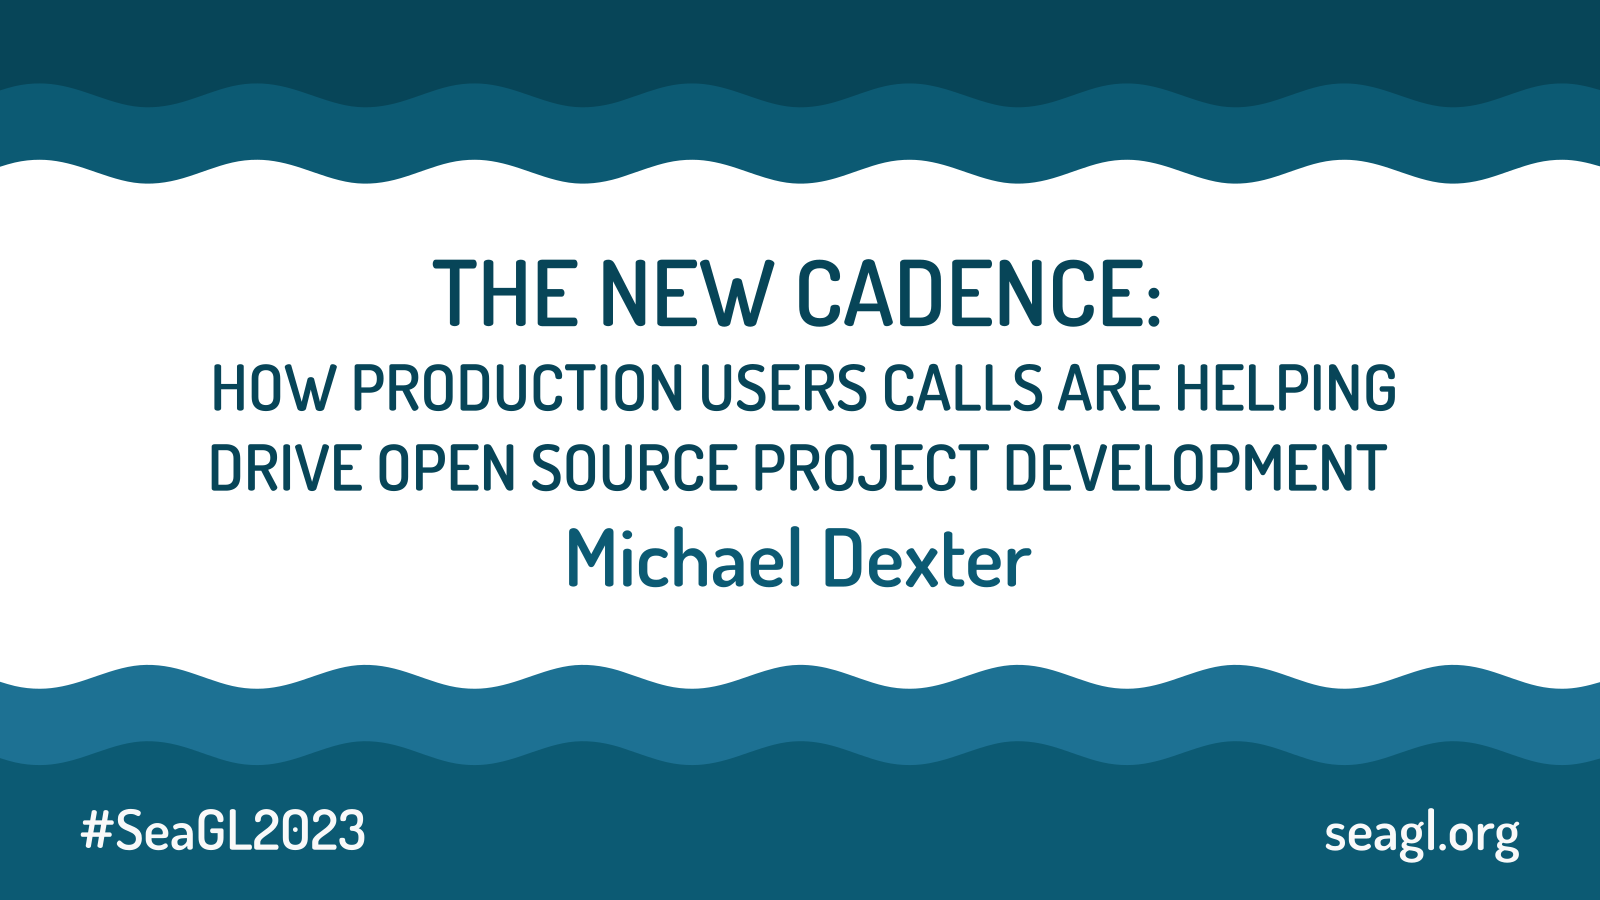 THE NEW CADENCE:
HOW PRODUCTION USERS CALLS ARE HELPING
DRIVE OPEN SOURCE PROJECT DEVELOPMENT
Michael Dexter
#SeaGL2023
seagl.org